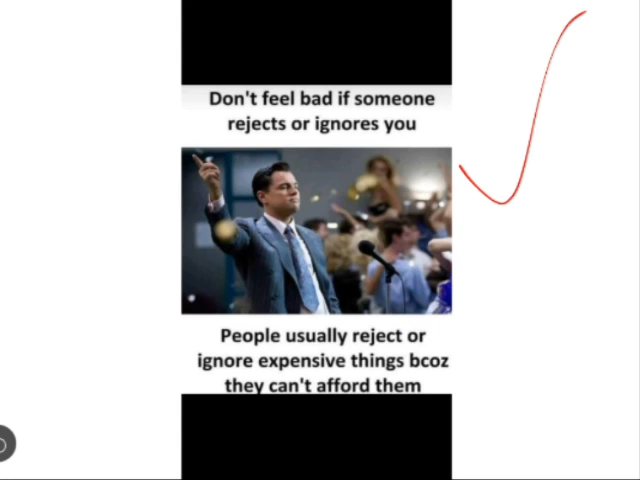 Don't feel bad if someone
rejects or ignores you
People usually reject or
ignore expensive things bcoz
they can't afford them